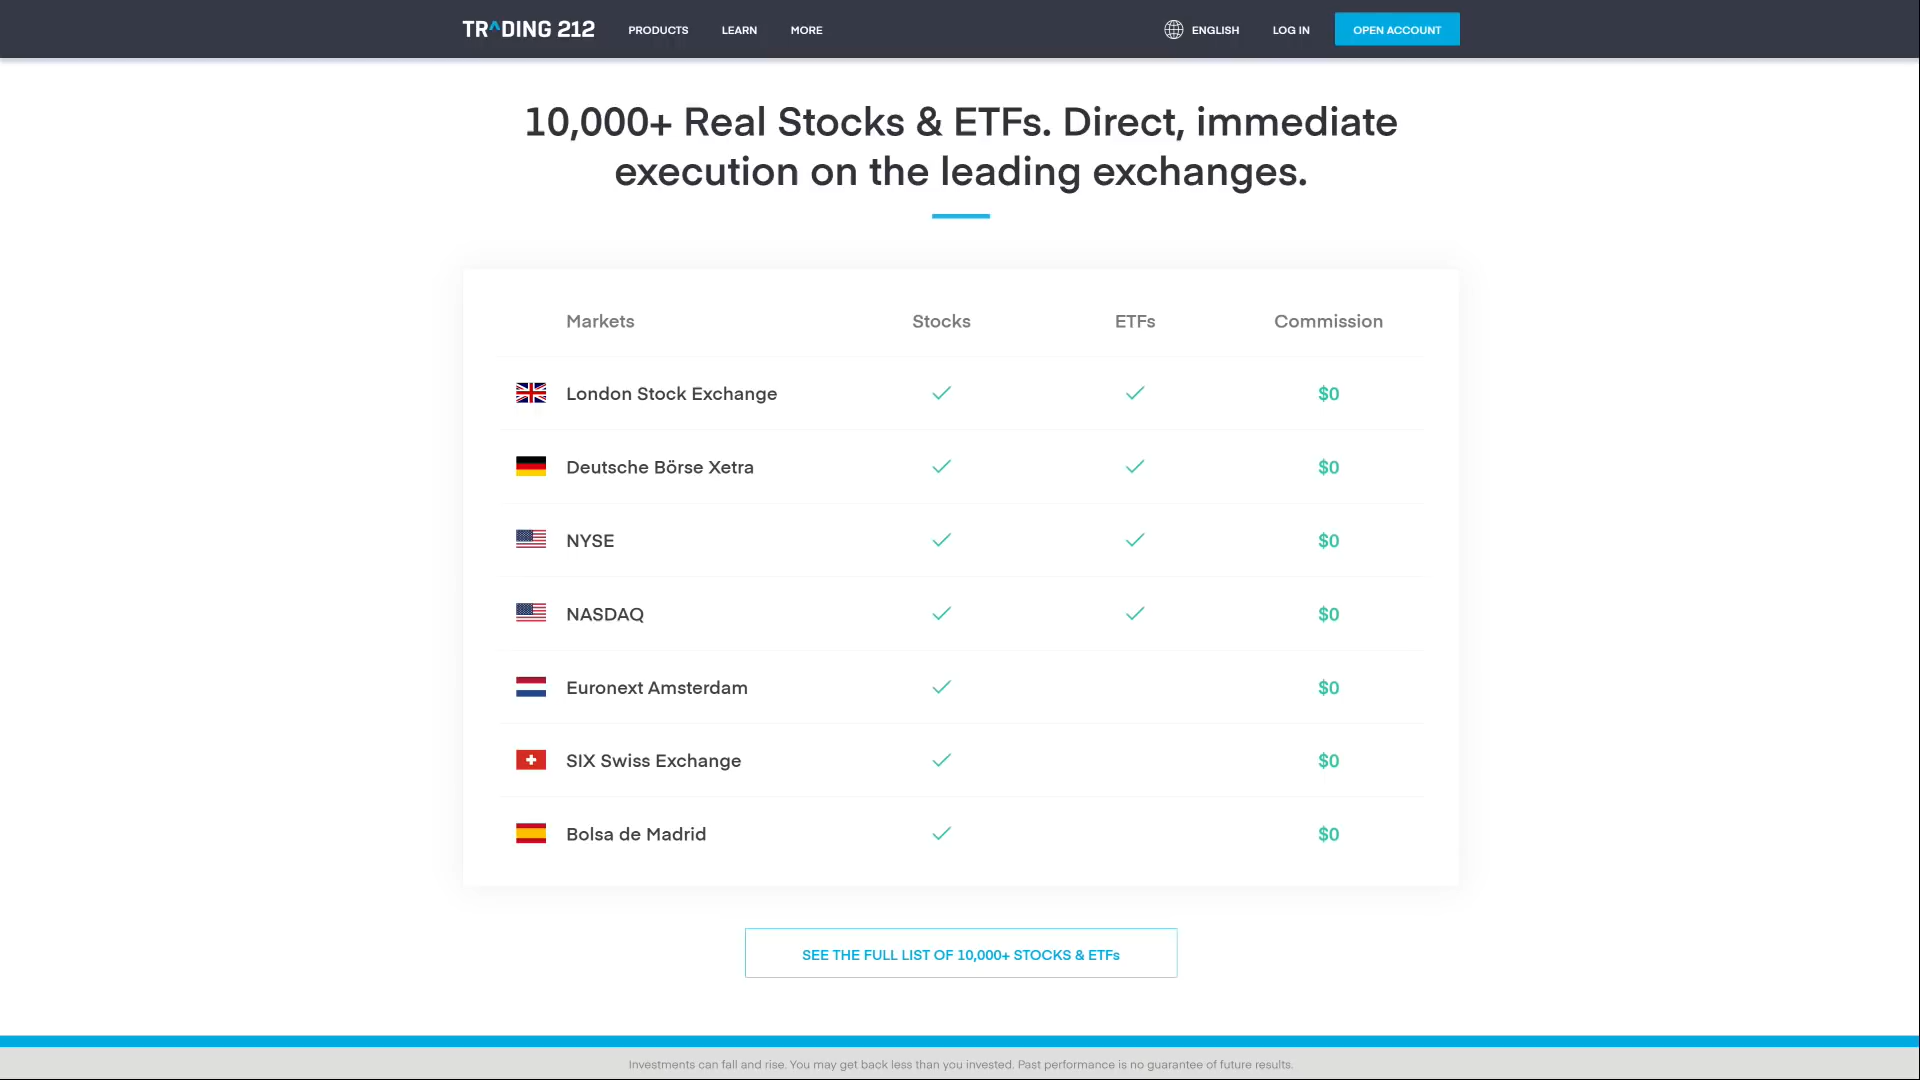 TRADING 212 PRODUCTS LEARN MORE ENGLISH LOG IN OPEN ACCOUNT
10,000+ Real Stocks & ETFs. Direct, immediate
execution on the leading exchanges.
Markets Stocks ETFs Commission
London Stock Exchange $0
Deutsche Börse Xetra $0
NYSE $0
NASDAQ $0
Euronext Amsterdam $0
SIX Swiss Exchange $0
Bolsa de Madrid $0
SEE THE FULL LIST OF 10,000+ STOCKS & ETFs
Investments can fall and rise. You may get back less than you invested. Past performance is no guarantee of future results.